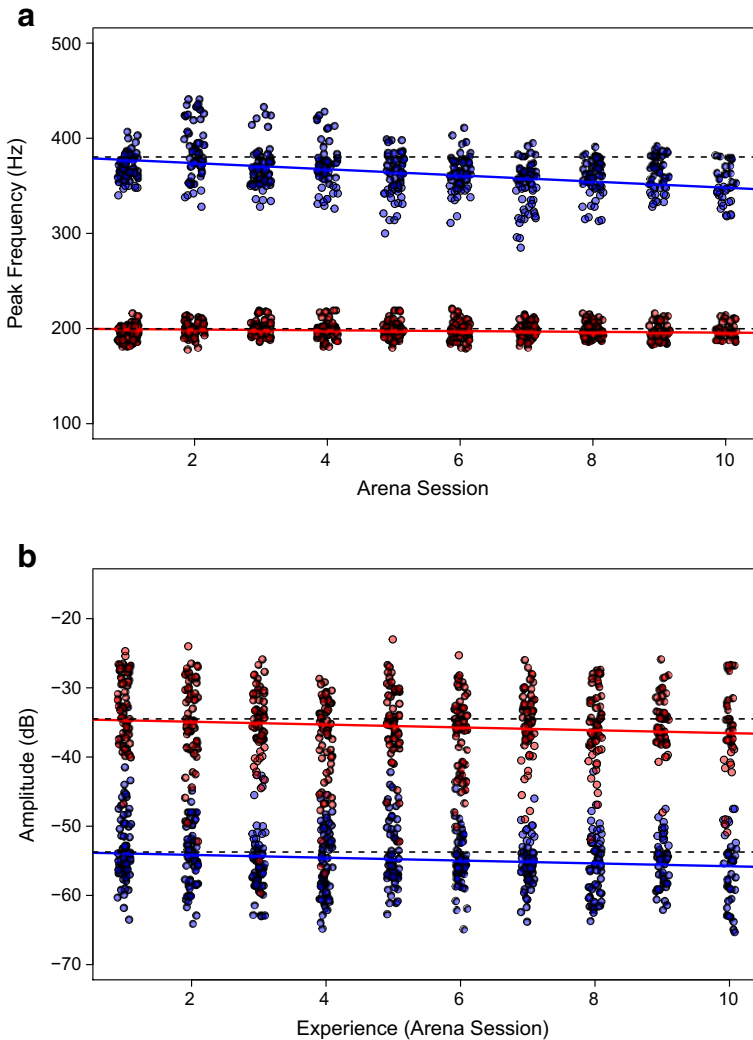 a
500
400
300
200
100
Peak Frequency (Hz)
2 4 6 8 10
Arena Session
b
−20
−30
−40
−50
−60
−70
Amplitude (dB)
2 4 6 8 10
Experience (Arena Session)